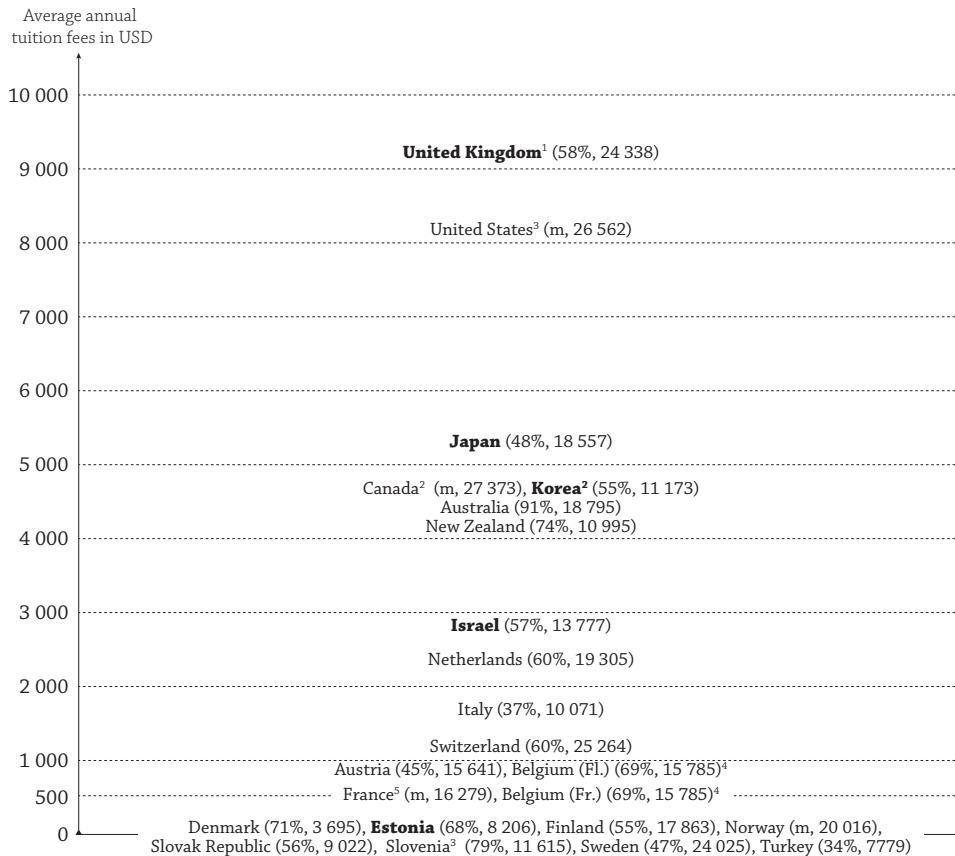 Average annual
tuition fees in USD
10 000
United Kingdom¹ (58%, 24 338)
9 000
United States³ (m, 26 562)
8 000
7 000
6 000
Japan (48%, 18 557)
5 000
Canada² (m, 27 373), Korea² (55%, 11 173)
Australia (91%, 18 795)
New Zealand (74%, 10 995)
4 000
3 000
Israel (57%, 13 777)
Netherlands (60%, 19 305)
2 000
Italy (37%, 10 071)
Switzerland (60%, 25 264)
1 000
Austria (45%, 15 641), Belgium (Fl.) (69%, 15 785)⁴
500
France⁵ (m, 16 279), Belgium (Fr.) (69%, 15 785)⁴
0
Denmark (71%, 3 695), Estonia (68%, 8 206), Finland (55%, 17 863), Norway (m, 20 016),
Slovak Republic (56%, 9 022), Slovenia³ (79%, 11 615), Sweden (47%, 24 025), Turkey (34%, 7779)